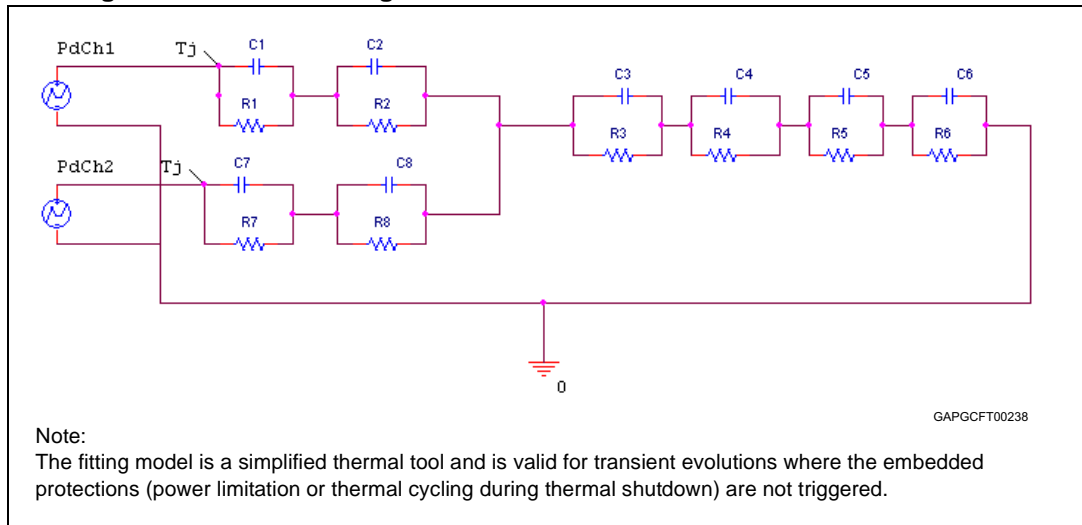 PdCh1
Tj
C1
C2
R1
R2
C3
C4
C5
C6
R3
R4
R5
R6
PdCh2
Tj
C7
C8
R7
R8
0
GAPGCFT00238
Note:
The fitting model is a simplified thermal tool and is valid for transient evolutions where the embedded
protections (power limitation or thermal cycling during thermal shutdown) are not triggered.